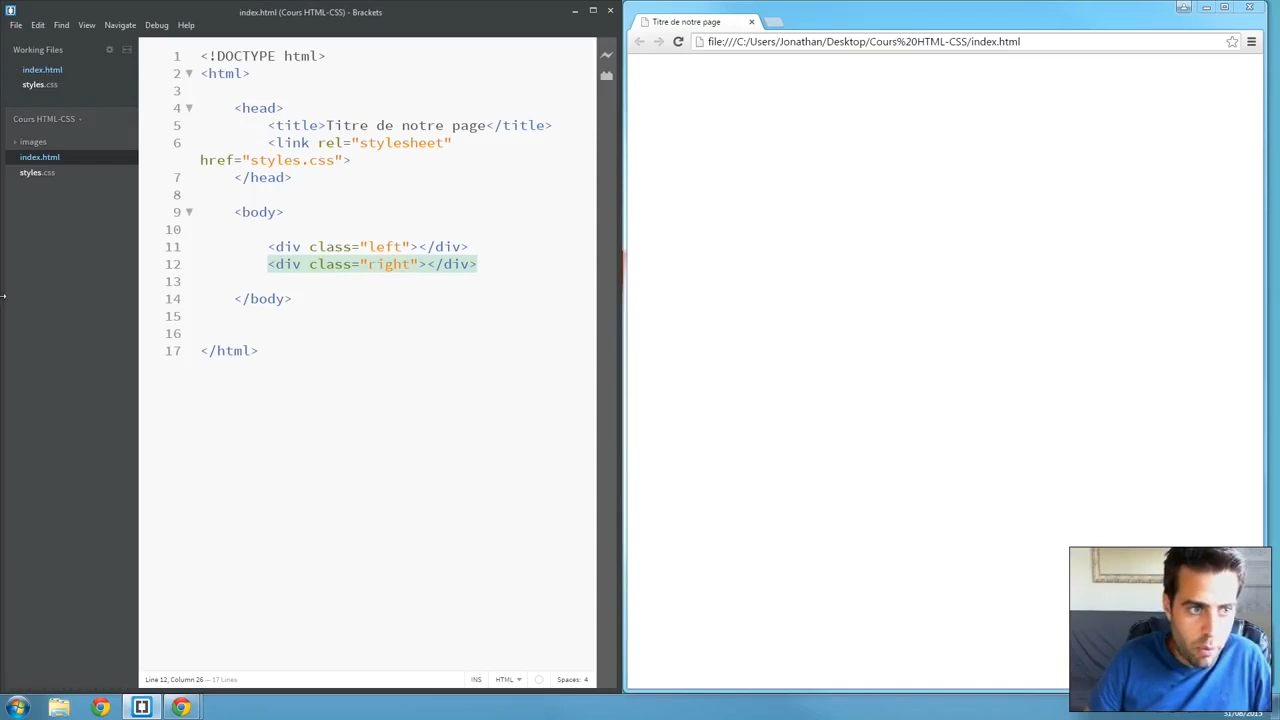 index.html (Cours HTML-CSS) - Brackets
File Edit Find View Navigate Debug Help
Working Files
index.html
styles.css
Cours HTML-CSS
images
index.html
styles.css
1 <!DOCTYPE html>
2 <html>
3
4 <head>
5 <title>Titre de notre page</title>
6 <link rel="stylesheet"
href="styles.css">
7 </head>
8
9 <body>
10
11 <div class="left"></div>
12 <div class="right"></div>
13
14 </body>
15
16
17 </html>
Line 12, Column 26 — 17 Lines
INS HTML Spaces: 4
Titre de notre page
file:///C:/Users/Jonathan/Desktop/Cours%20HTML-CSS/index.html
31/08/2015